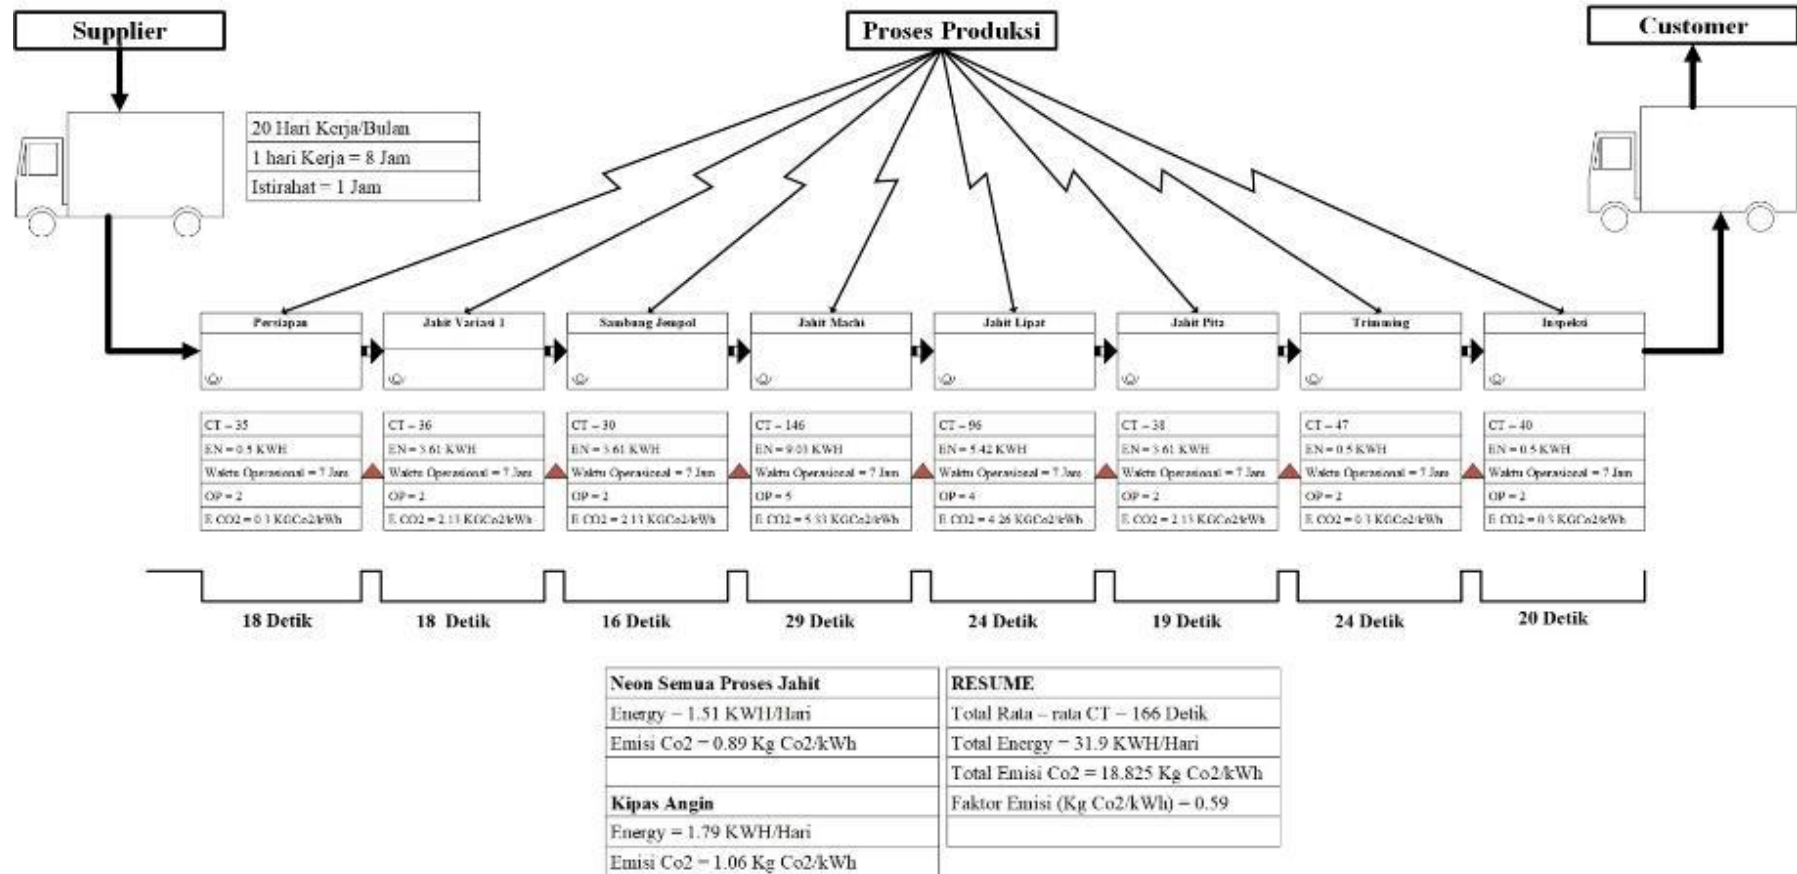 Supplier
Proses Produksi
Customer
20 Hari Kerja/Bulan
1 hari Kerja = 8 Jam
Istirahat = 1 Jam
Persiapan
Jahit Variasi 1
Sambung Jempol
Jahit Machi
Jahit Lipat
Jahit Pita
Trimming
Inspeksi
CT = 35
EN = 0.5 KWH
Waktu Operasional = 7 Jam
OP = 2
E CO2 = 0.3 KGCo2/kWh
CT = 36
EN = 3.61 KWH
Waktu Operasional = 7 Jam
OP = 2
E CO2 = 2.13 KGCo2/kWh
CT = 30
EN = 3.61 KWH
Waktu Operasional = 7 Jam
OP = 2
E CO2 = 2.13 KGCo2/kWh
CT = 146
EN = 9.03 KWH
Waktu Operasional = 7 Jam
OP = 5
E CO2 = 5.33 KGCo2/kWh
CT = 96
EN = 5.42 KWH
Waktu Operasional = 7 Jam
OP = 4
E CO2 = 4.26 KGCo2/kWh
CT = 38
EN = 3.61 KWH
Waktu Operasional = 7 Jam
OP = 2
E CO2 = 2.13 KGCo2/kWh
CT = 47
EN = 0.5 KWH
Waktu Operasional = 7 Jam
OP = 2
E CO2 = 0.3 KGCo2/kWh
CT = 40
EN = 0.5 KWH
Waktu Operasional = 7 Jam
OP = 2
E CO2 = 0.3 KGCo2/kWh
18 Detik
18 Detik
16 Detik
29 Detik
24 Detik
19 Detik
24 Detik
20 Detik
Neon Semua Proses Jahit
Energy = 1.51 KWH/Hari
Emisi Co2 = 0.89 Kg Co2/kWh
Kipas Angin
Energy = 1.79 KWH/Hari
Emisi Co2 = 1.06 Kg Co2/kWh
RESUME
Total Rata – rata CT = 166 Detik
Total Energy = 31.9 KWH/Hari
Total Emisi Co2 = 18.825 Kg Co2/kWh
Faktor Emisi (Kg Co2/kWh) = 0.59